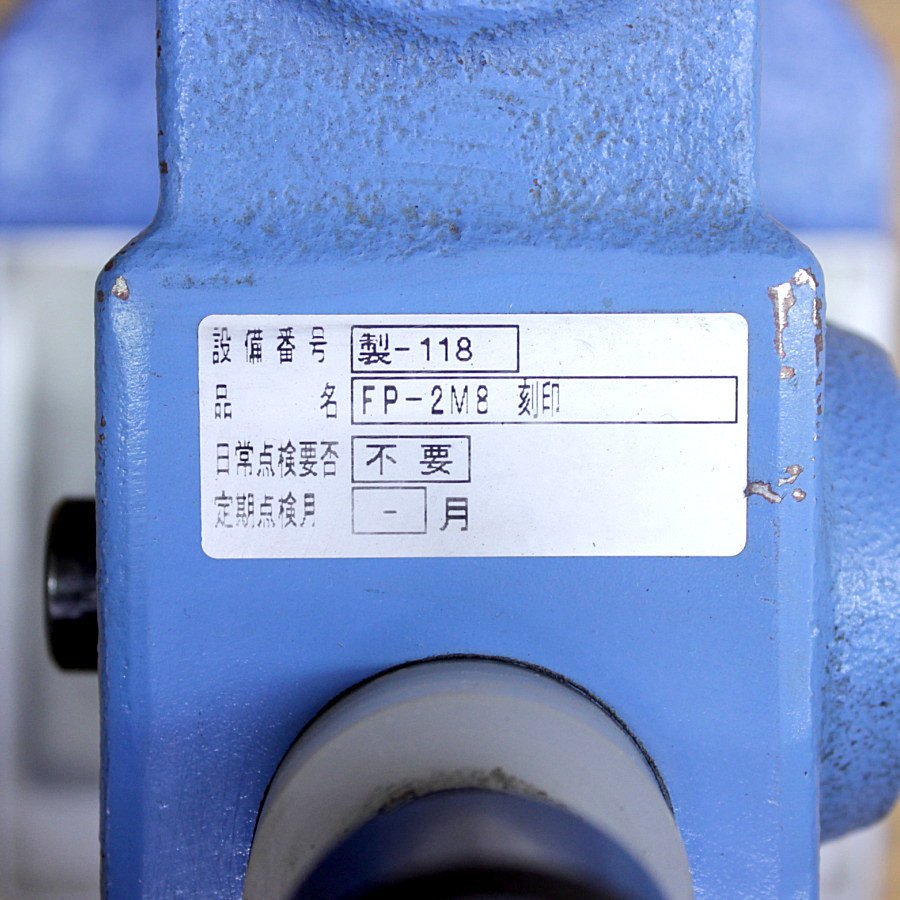 設備番号 製-118
品名 FP-2M8 刻印
日常点検要否 不要
定期点検月 - 月